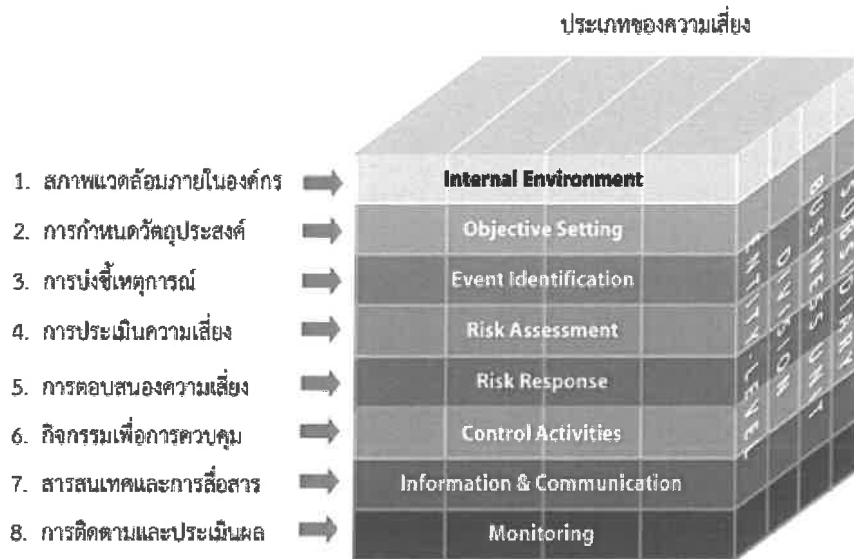 ประเภทของความเสี่ยง
1. สภาพแวดล้อมภายในองค์กร
Internal Environment
2. การกำหนดวัตถุประสงค์
Objective Setting
3. การบ่งชี้เหตุการณ์
Event Identification
4. การประเมินความเสี่ยง
Risk Assessment
5. การตอบสนองความเสี่ยง
Risk Response
6. กิจกรรมเพื่อการควบคุม
Control Activities
7. สารสนเทศและการสื่อสาร
Information & Communication
8. การติดตามและประเมินผล
Monitoring
ENTITY-LEVEL
DIVISION
BUSINESS UNIT
SUBSIDIARY